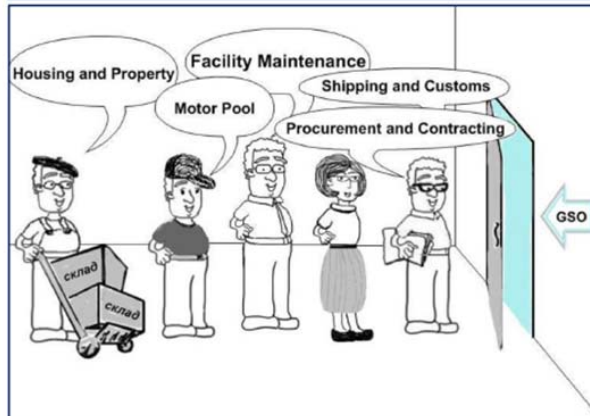 Housing and Property
Facility Maintenance
Motor Pool
Shipping and Customs
Procurement and Contracting
GSO
склад
склад